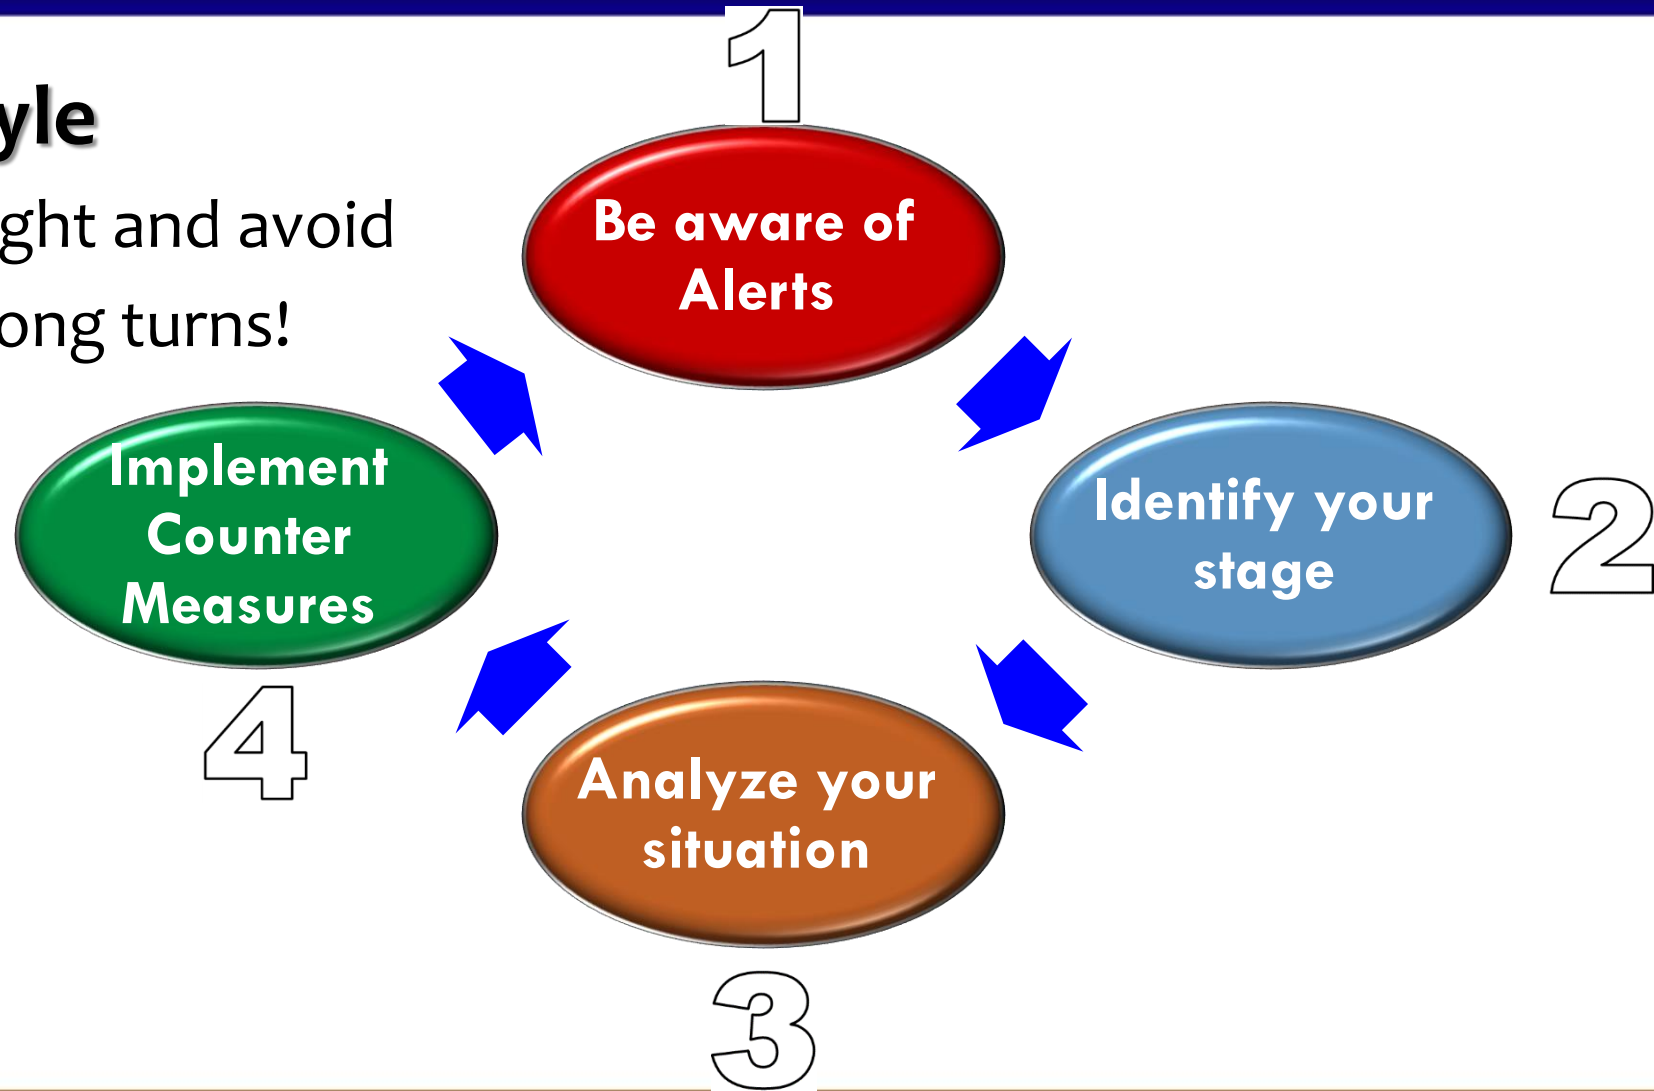 yle
ght and avoid
ong turns!
1
Be aware of
Alerts
2
Identify your
stage
3
Analyze your
situation
4
Implement
Counter
Measures